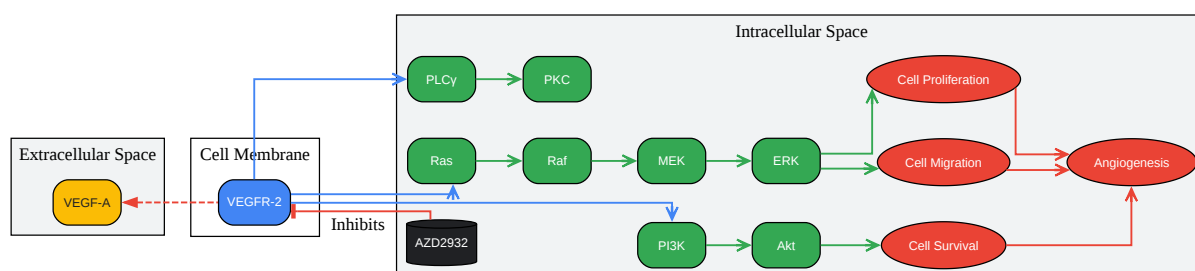 Intracellular Space
PLCγ
PKC
Cell Proliferation
Extracellular Space
Cell Membrane
Ras
Raf
MEK
ERK
Cell Migration
Angiogenesis
VEGF-A
VEGFR-2
Inhibits
AZD2932
PI3K
Akt
Cell Survival